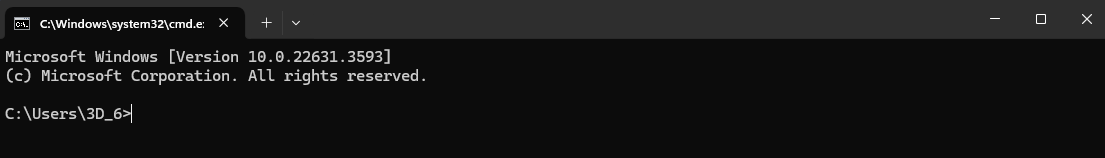 C:\Windows\system32\cmd.e
Microsoft Windows [Version 10.0.22631.3593]
(c) Microsoft Corporation. All rights reserved.
C:\Users\3D_6>